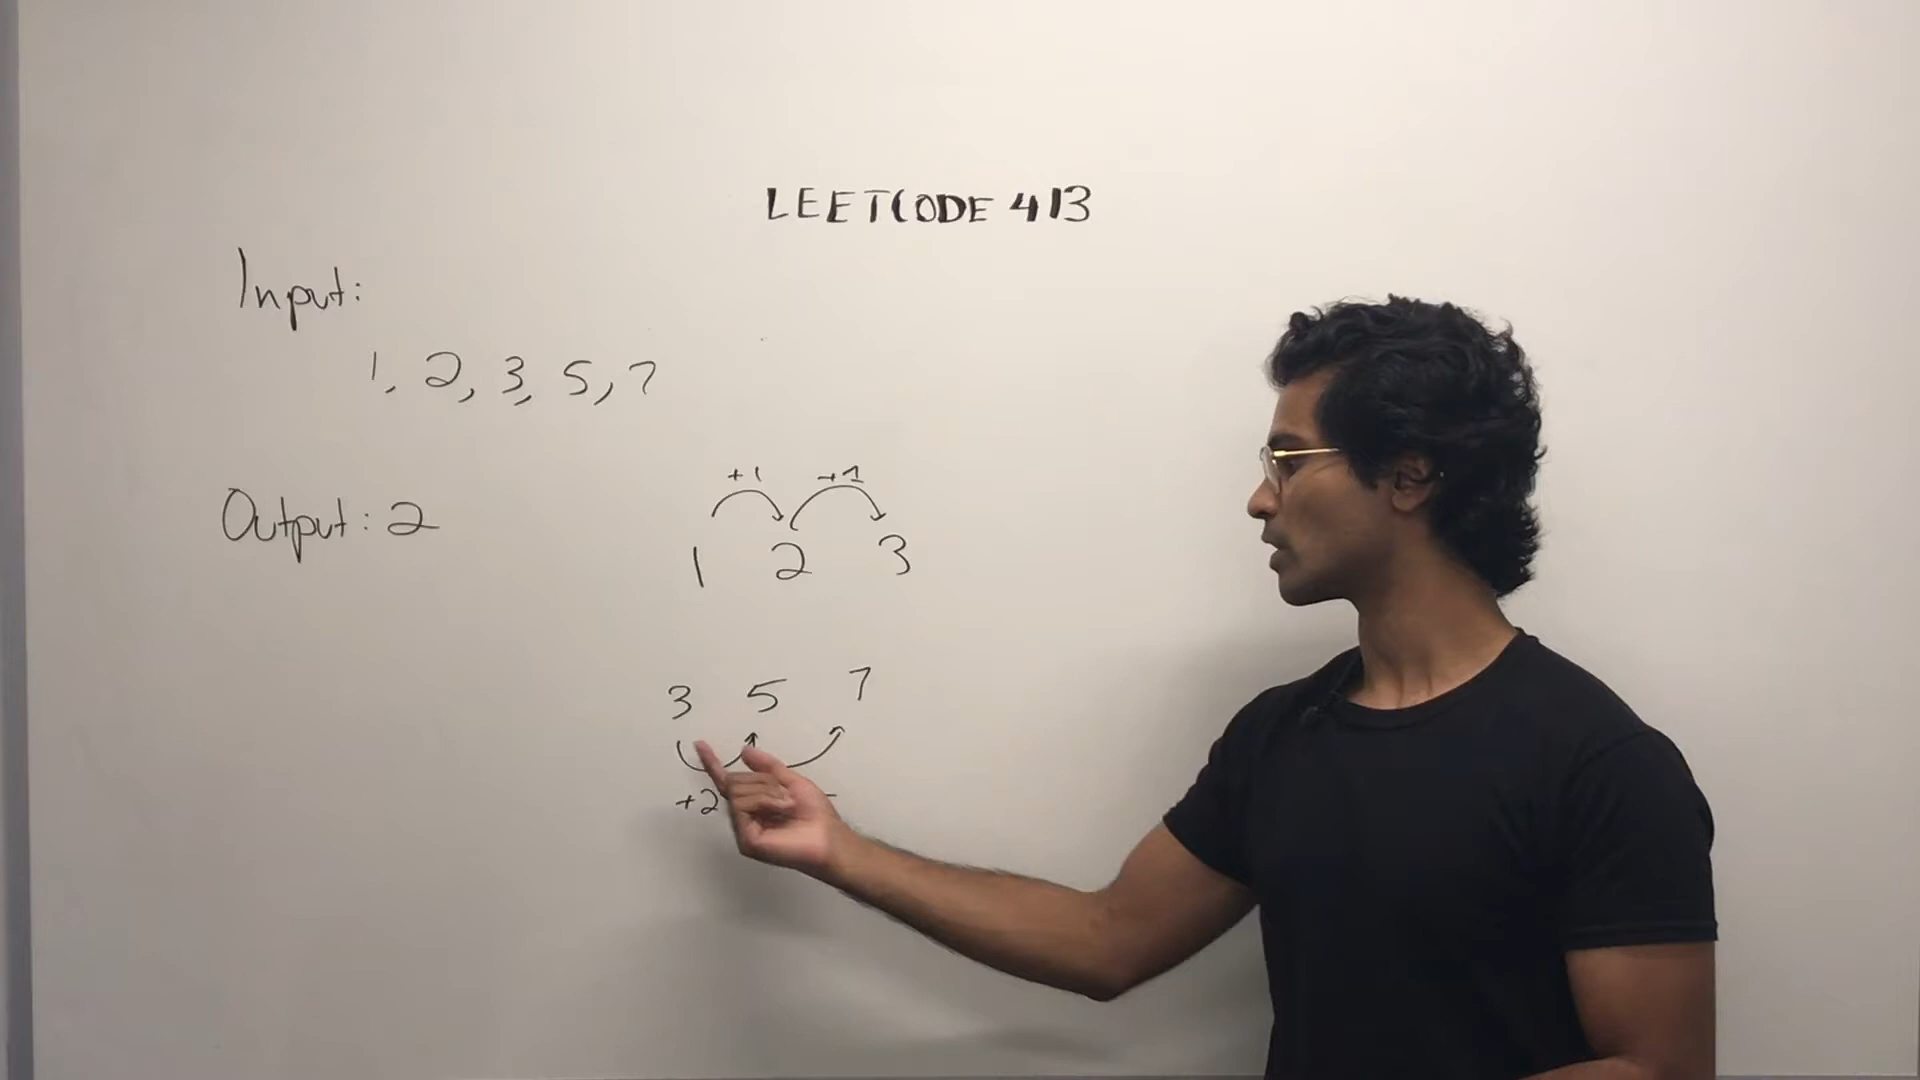 LEETCODE 413
Input:
1, 2, 3, 5, 7
Output: 2
+1 +1
1 2 3
3 5 7
+2